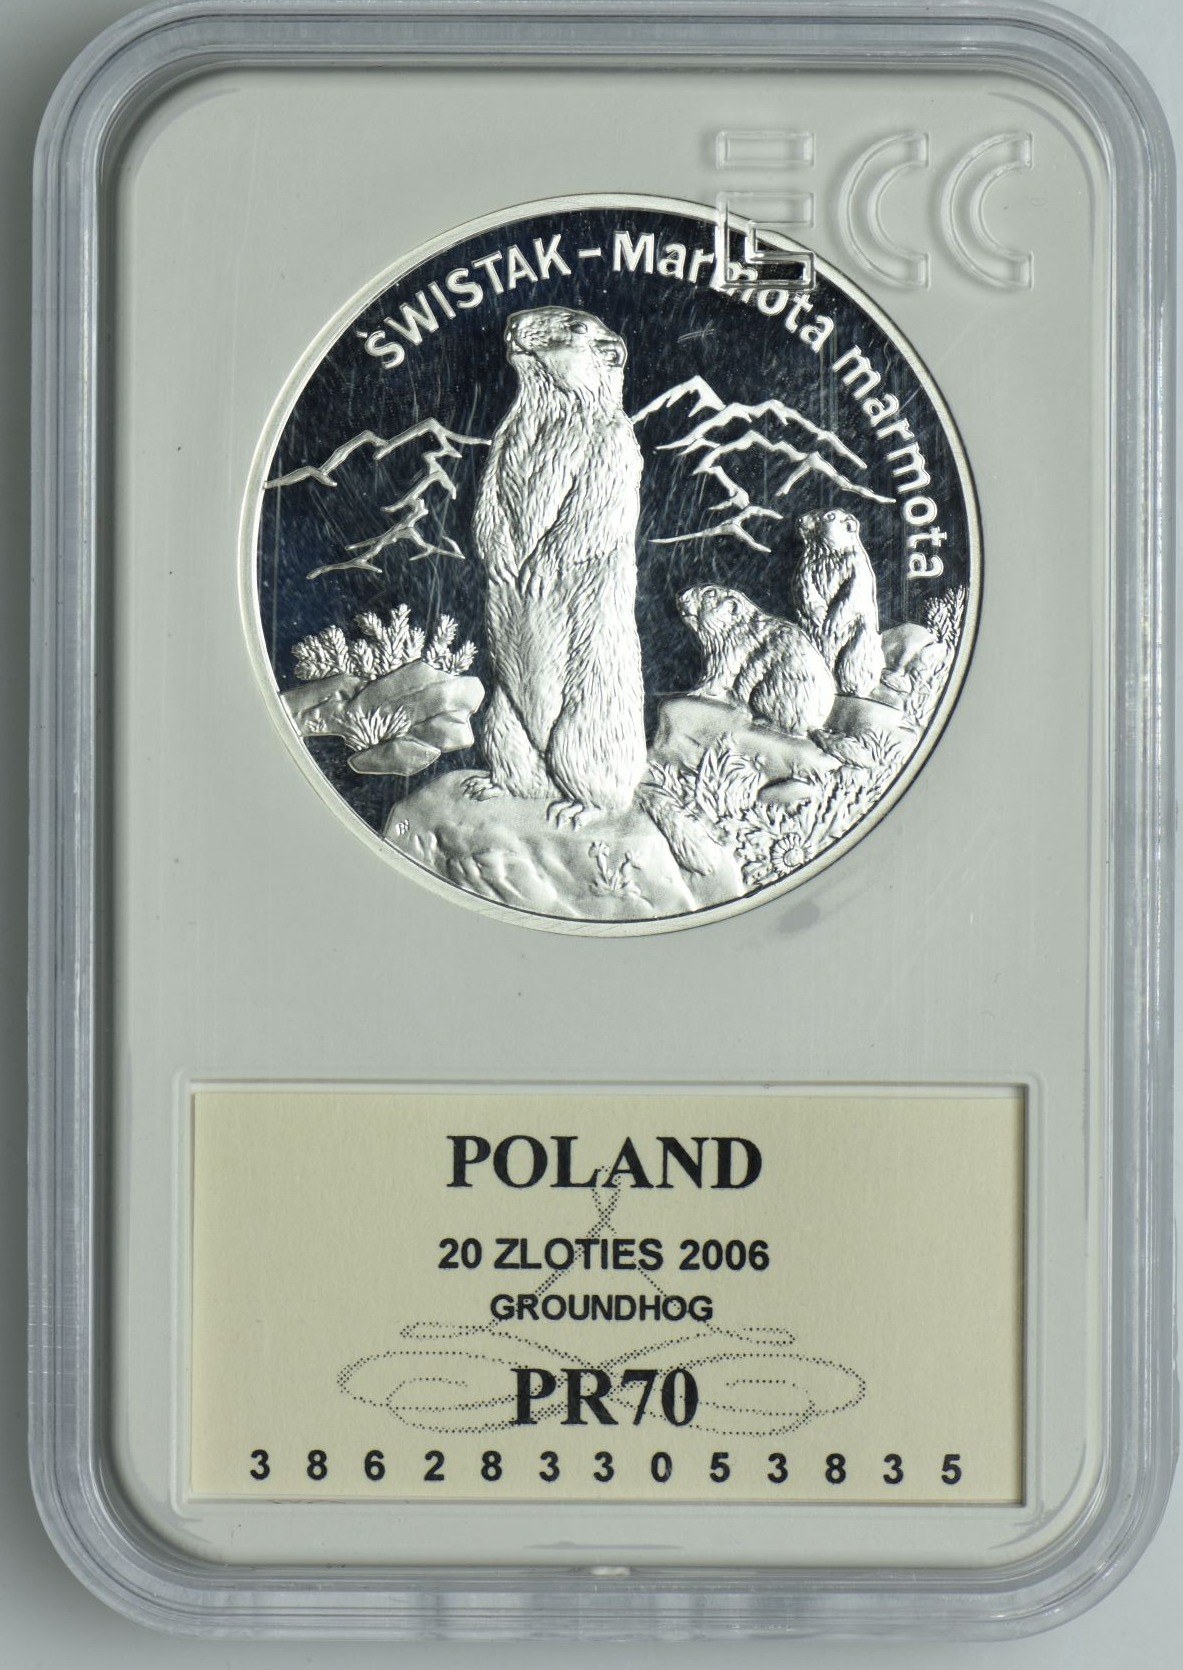 ECC
ŚWISTAK - Marmota marmota
POLAND
20 ZLOTIES 2006
GROUNDHOG
PR70
3 8 6 2 8 3 3 0 5 3 8 3 5